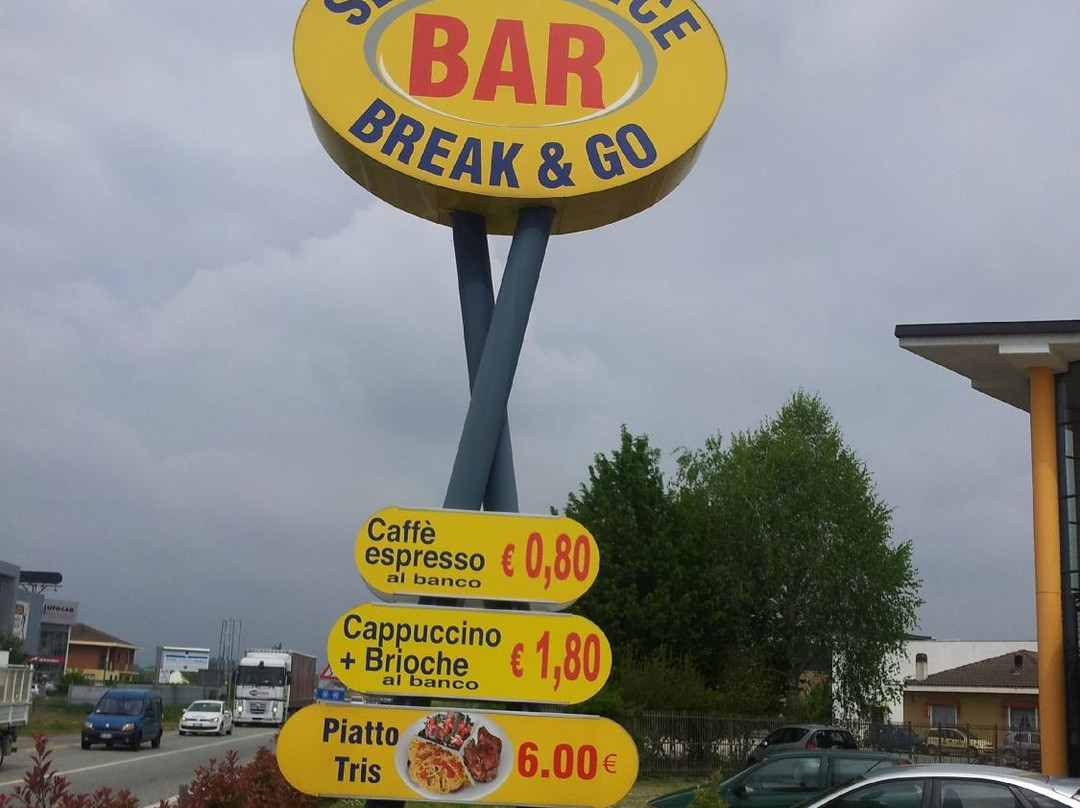 BAR
BREAK & GO
Caffè
espresso € 0,80
al banco
Cappuccino
+ Brioche € 1,80
al banco
Piatto
Tris 6.00 €